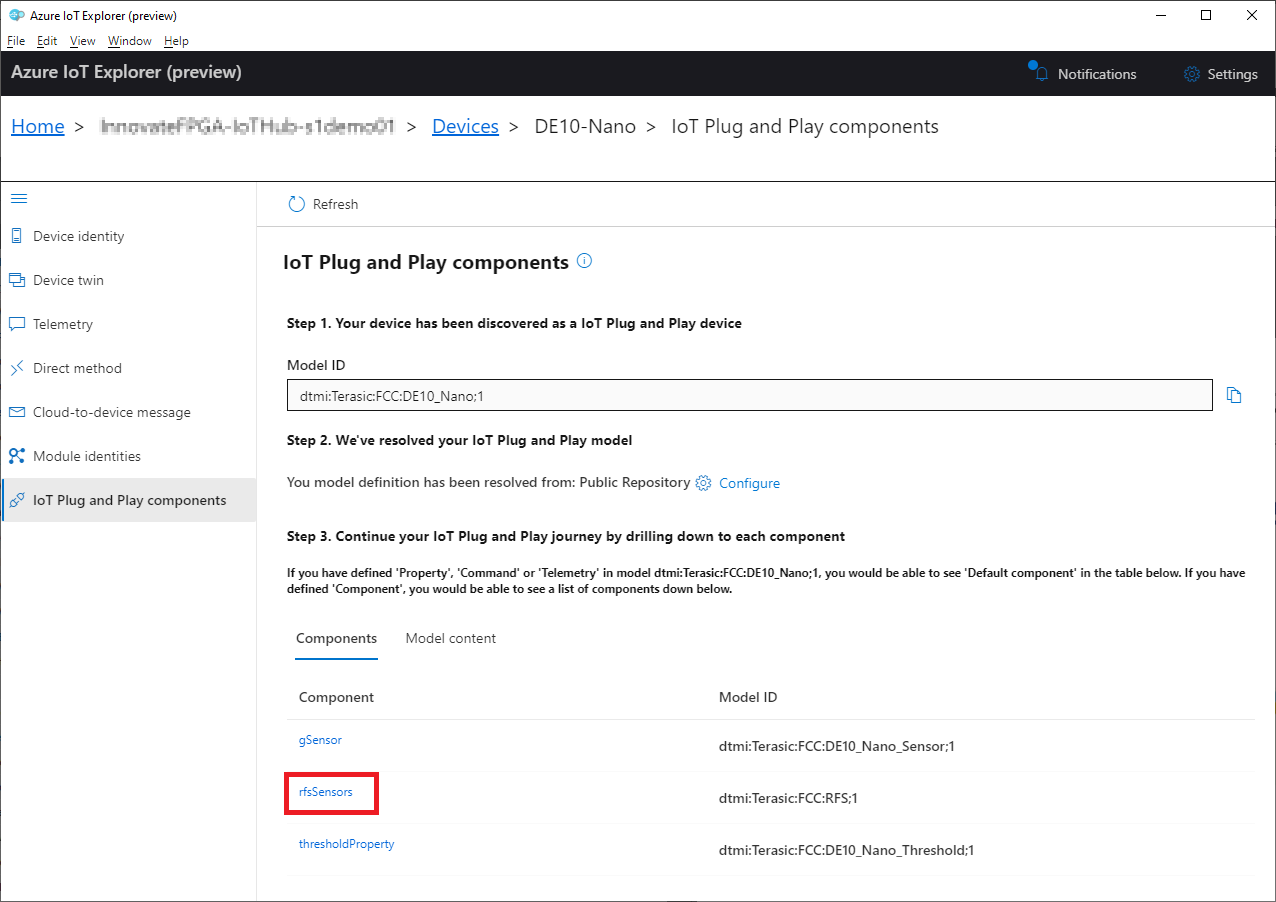 Azure IoT Explorer (preview)
File Edit View Window Help
Azure IoT Explorer (preview)
Notifications
Settings
Home > InnovateFPGA-IoTHub-s1demo01 > Devices > DE10-Nano > IoT Plug and Play components
Refresh
Device identity
Device twin
Telemetry
Direct method
Cloud-to-device message
Module identities
IoT Plug and Play components
IoT Plug and Play components
Step 1. Your device has been discovered as a IoT Plug and Play device
Model ID
dtmi:Terasic:FCC:DE10_Nano;1
Step 2. We've resolved your IoT Plug and Play model
You model definition has been resolved from: Public Repository Configure
Step 3. Continue your IoT Plug and Play journey by drilling down to each component
If you have defined 'Property', 'Command' or 'Telemetry' in model dtmi:Terasic:FCC:DE10_Nano;1, you would be able to see 'Default component' in the table below. If you have
defined 'Component', you would be able to see a list of components down below.
Components Model content
Component Model ID
gSensor dtmi:Terasic:FCC:DE10_Nano_Sensor;1
rfsSensors dtmi:Terasic:FCC:RFS;1
thresholdProperty dtmi:Terasic:FCC:DE10_Nano_Threshold;1